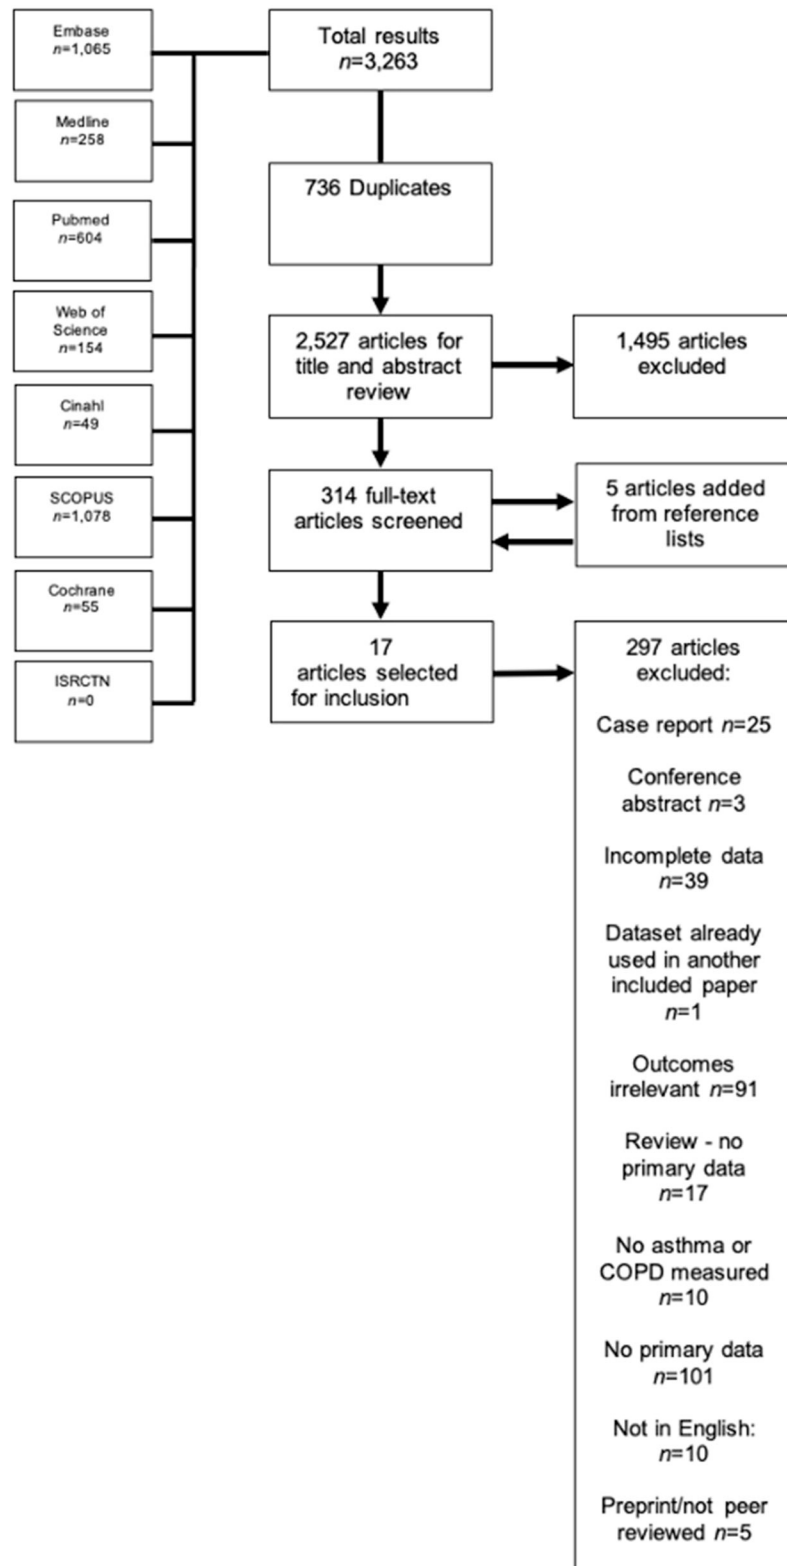 Embase
n=1,065
Medline
n=258
Pubmed
n=604
Web of
Science
n=154
Cinahl
n=49
SCOPUS
n=1,078
Cochrane
n=55
ISRCTN
n=0
Total results
n=3,263
736 Duplicates
2,527 articles for
title and abstract
review
1,495 articles
excluded
314 full-text
articles screened
5 articles added
from reference
lists
17
articles selected
for inclusion
297 articles
excluded:
Case report n=25
Conference
abstract n=3
Incomplete data
n=39
Dataset already
used in another
included paper
n=1
Outcomes
irrelevant n=91
Review - no
primary data
n=17
No asthma or
COPD measured
n=10
No primary data
n=101
Not in English:
n=10
Preprint/not peer
reviewed n=5